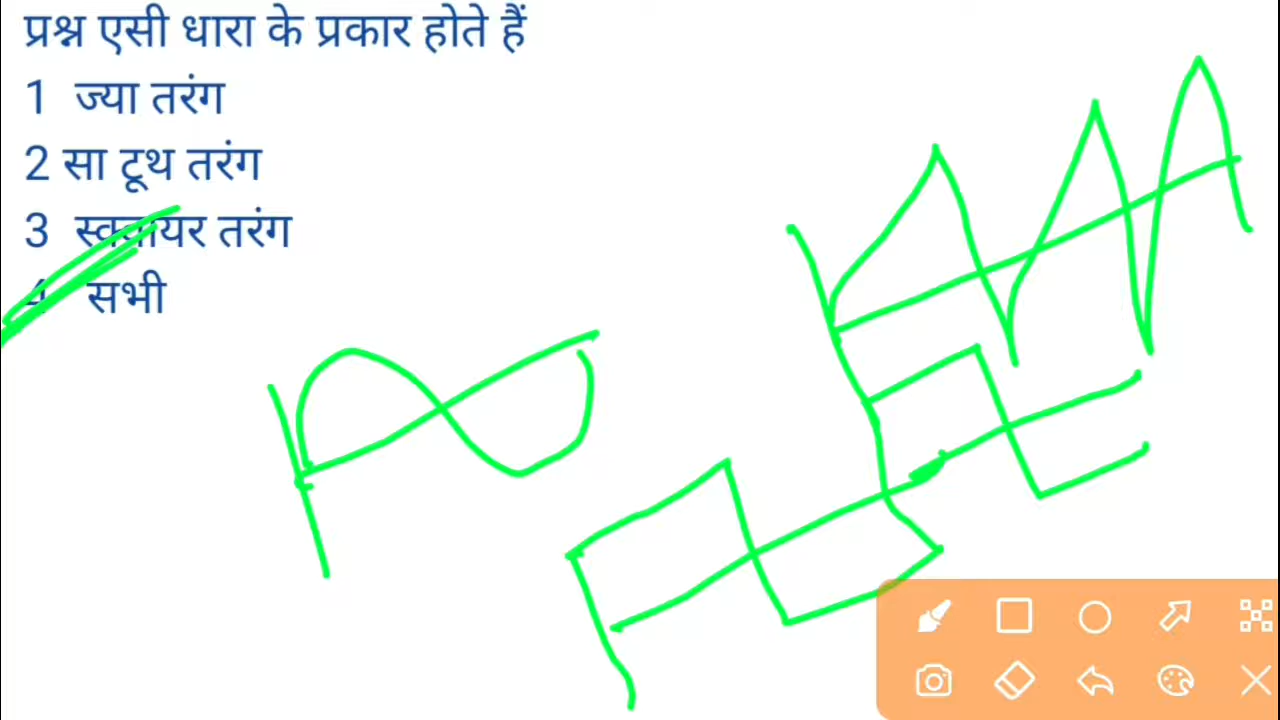 प्रश्न एसी धारा के प्रकार होते हैं
1 ज्या तरंग
2 सा टूथ तरंग
3 स्क्वायर तरंग
4 सभी